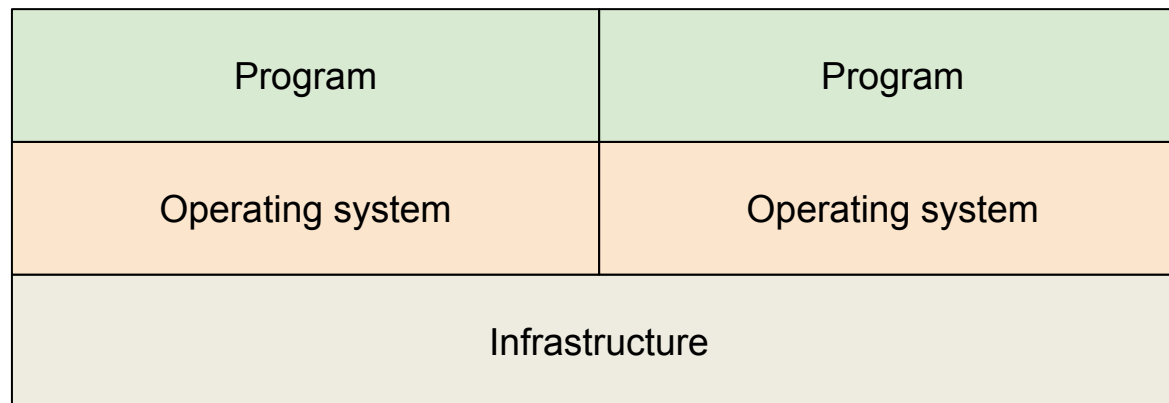 Program
Program
Operating system
Operating system
Infrastructure